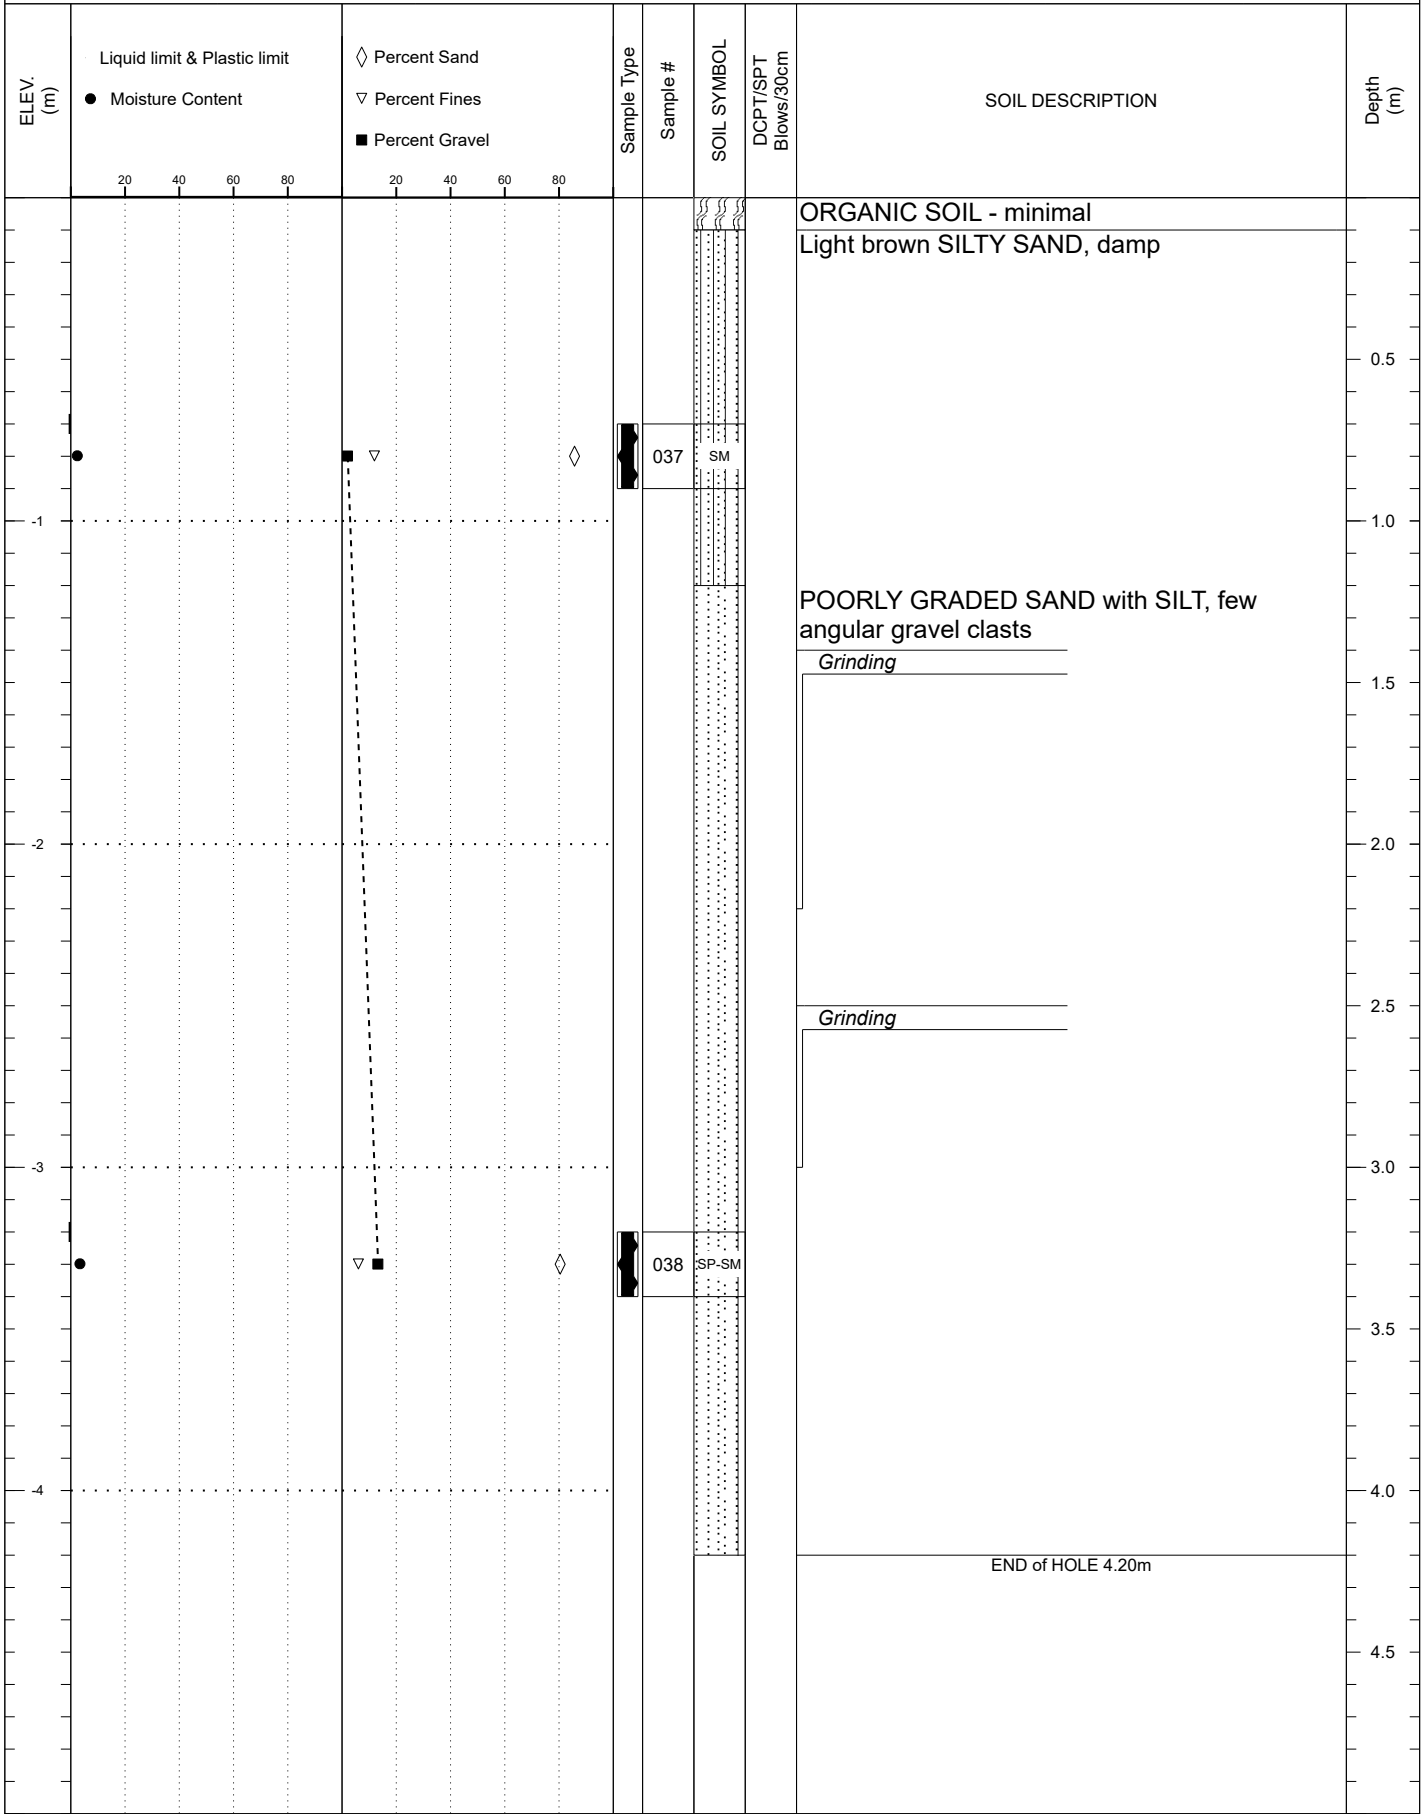 ELEV.
(m)
Liquid limit & Plastic limit
Moisture Content
Percent Sand
Percent Fines
Percent Gravel
Sample Type
Sample #
SOIL SYMBOL
DCPT/SPT
Blows/30cm
SOIL DESCRIPTION
Depth
(m)
20 40 60 80 20 40 60 80
ORGANIC SOIL - minimal
Light brown SILTY SAND, damp
0.5
037 SM
-1 1.0
POORLY GRADED SAND with SILT, few
angular gravel clasts
Grinding
1.5
-2 2.0
2.5
Grinding
-3 3.0
038 SP-SM
3.5
-4 4.0
END of HOLE 4.20m
4.5